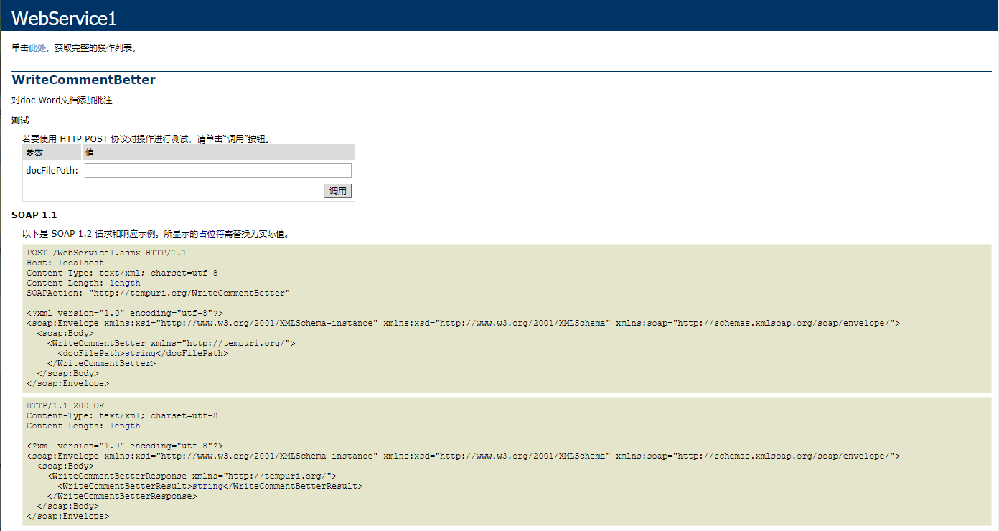 WebService1
单击此处，获取完整的操作列表。
WriteCommentBetter
对doc Word文档添加批注
测试
若要使用 HTTP POST 协议对操作进行测试，请单击“调用”按钮。
参数 值
docFilePath:
调用
SOAP 1.1
以下是 SOAP 1.2 请求和响应示例。所显示的占位符需替换为实际值。
POST /WebService1.asmx HTTP/1.1
Host: localhost
Content-Type: text/xml; charset=utf-8
Content-Length: length
SOAPAction: "http://tempuri.org/WriteCommentBetter"
<?xml version="1.0" encoding="utf-8"?>
<soap:Envelope xmlns:xsi="http://www.w3.org/2001/XMLSchema-instance" xmlns:xsd="http://www.w3.org/2001/XMLSchema" xmlns:soap="http://schemas.xmlsoap.org/soap/envelope/">
<soap:Body>
<WriteCommentBetter xmlns="http://tempuri.org/">
<docFilePath>string</docFilePath>
</WriteCommentBetter>
</soap:Body>
</soap:Envelope>
HTTP/1.1 200 OK
Content-Type: text/xml; charset=utf-8
Content-Length: length
<?xml version="1.0" encoding="utf-8"?>
<soap:Envelope xmlns:xsi="http://www.w3.org/2001/XMLSchema-instance" xmlns:xsd="http://www.w3.org/2001/XMLSchema" xmlns:soap="http://schemas.xmlsoap.org/soap/envelope/">
<soap:Body>
<WriteCommentBetterResponse xmlns="http://tempuri.org/">
<WriteCommentBetterResult>string</WriteCommentBetterResult>
</WriteCommentBetterResponse>
</soap:Body>
</soap:Envelope>